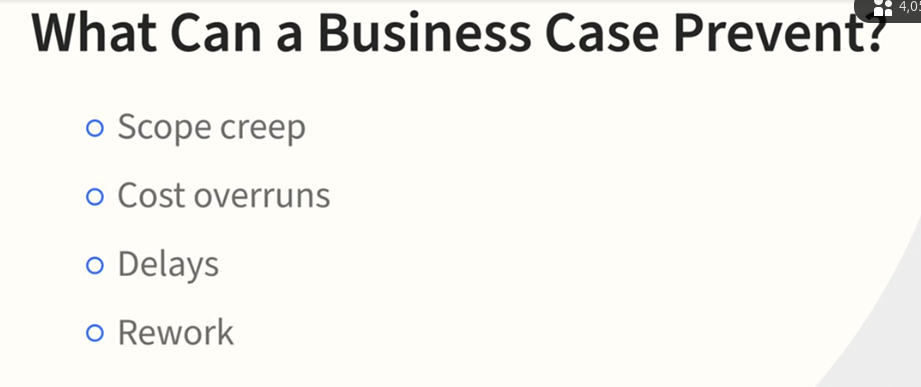 What Can a Business Case Prevent?
Scope creep
Cost overruns
Delays
Rework